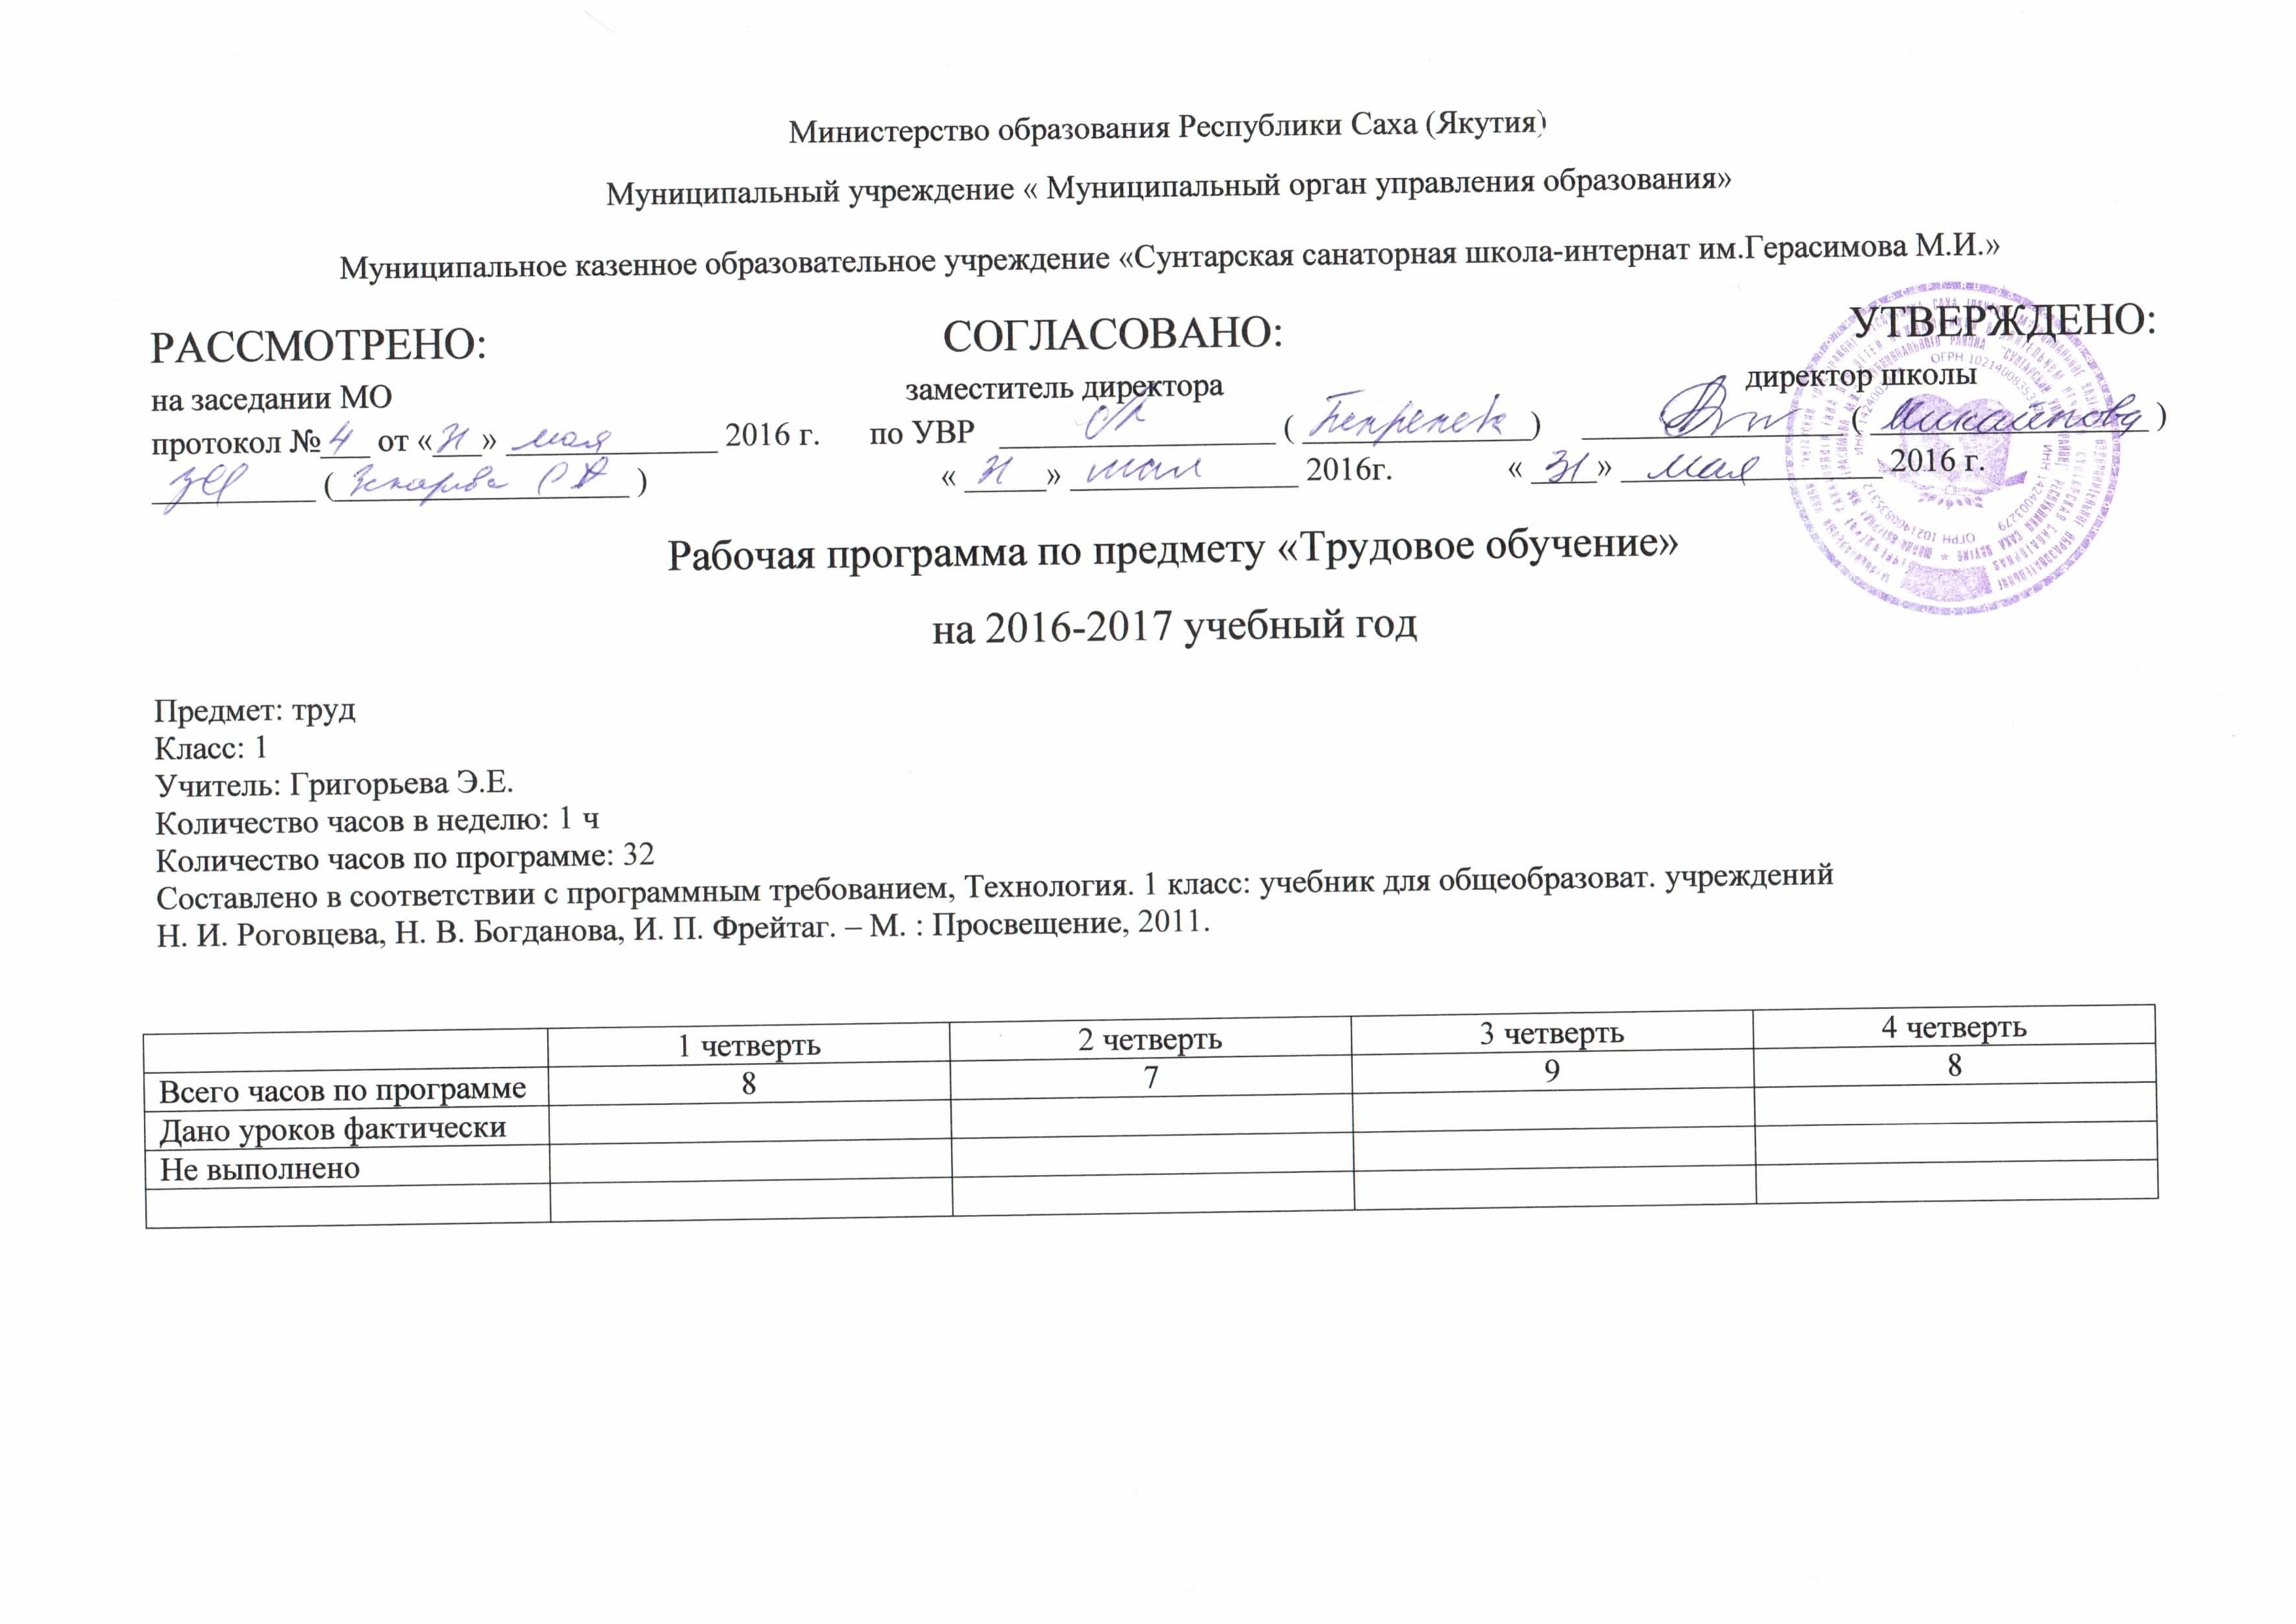 Министерство образования Республики Саха (Якутия)
Муниципальный учреждение « Муниципальный орган управления образования»
Муниципальное казенное образовательное учреждение «Сунтарская санаторная школа-интернат им.Герасимова М.И.»
РАССМОТРЕНО: СОГЛАСОВАНО: УТВЕРЖДЕНО:
на заседании МО заместитель директора директор школы
протокол № 4 от «31» мая 2016 г. по УВР ( ) ( )
( ) «31» мая 2016г. «31» мая 2016 г.
Рабочая программа по предмету «Трудовое обучение»
на 2016-2017 учебный год
Предмет: труд
Класс: 1
Учитель: Григорьева Э.Е.
Количество часов в неделю: 1 ч
Количество часов по программе: 32
Составлено в соответствии с программным требованием, Технология. 1 класс: учебник для общеобразоват. учреждений
Н. И. Роговцева, Н. В. Богданова, И. П. Фрейтаг. – М. : Просвещение, 2011.
1 четверть 2 четверть 3 четверть 4 четверть
Всего часов по программе 8 7 9 8
Дано уроков фактически
Не выполнено